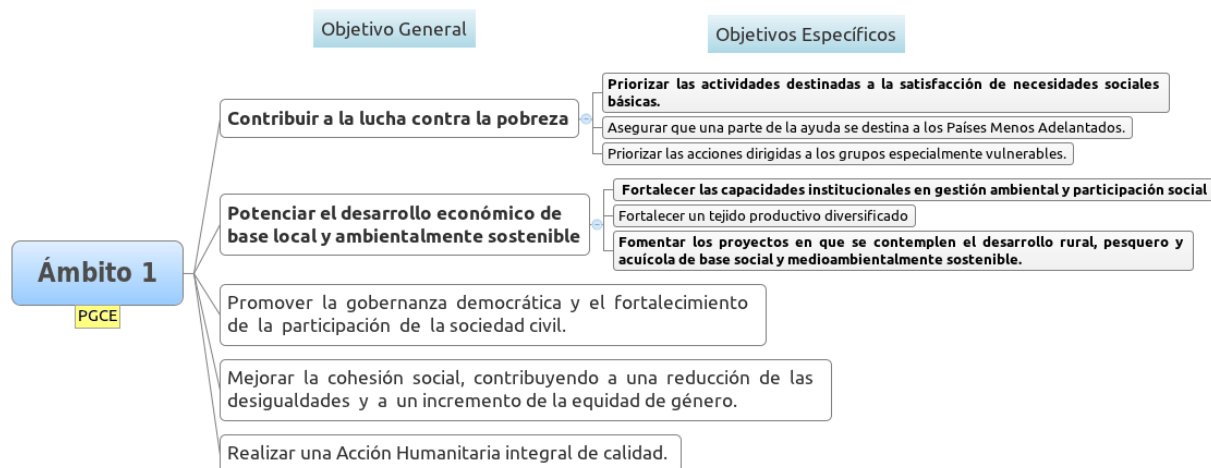 Objetivo General
Objetivos Específicos
Contribuir a la lucha contra la pobreza
Priorizar las actividades destinadas a la satisfacción de necesidades sociales
básicas.
Asegurar que una parte de la ayuda se destina a los Países Menos Adelantados.
Priorizar las acciones dirigidas a los grupos especialmente vulnerables.
Potenciar el desarrollo económico de
base local y ambientalmente sostenible
Fortalecer las capacidades institucionales en gestión ambiental y participación social
Fortalecer un tejido productivo diversificado
Fomentar los proyectos en que se contemplen el desarrollo rural, pesquero y
acuícola de base social y medioambientalmente sostenible.
Ámbito 1
PGCE
Promover la gobernanza democrática y el fortalecimiento
de la participación de la sociedad civil.
Mejorar la cohesión social, contribuyendo a una reducción de las
desigualdades y a un incremento de la equidad de género.
Realizar una Acción Humanitaria integral de calidad.